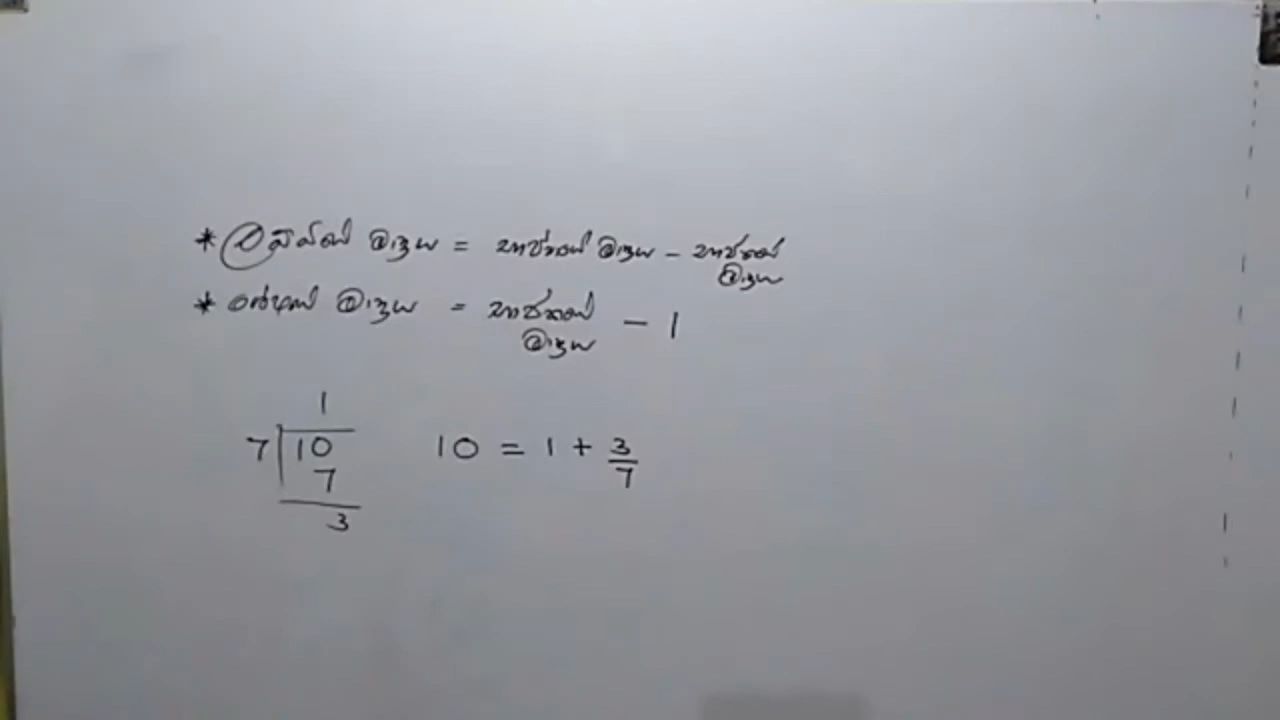 * ලබ්ධියේ මාත්‍රය = භාජ්‍යයේ මාත්‍රය - භාජකයේ මාත්‍රය
* ශේෂයේ මාත්‍රය = භාජකයේ මාත්‍රය - 1
1
7 10 10 = 1 + 3/7
7
3